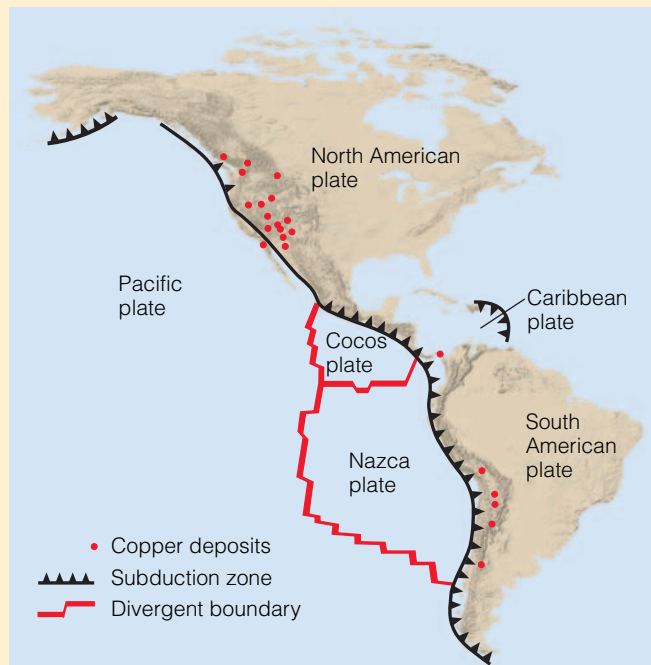 North American
plate
Pacific
plate
Caribbean
plate
Cocos
plate
South
American
plate
Nazca
plate
Copper deposits
Subduction zone
Divergent boundary